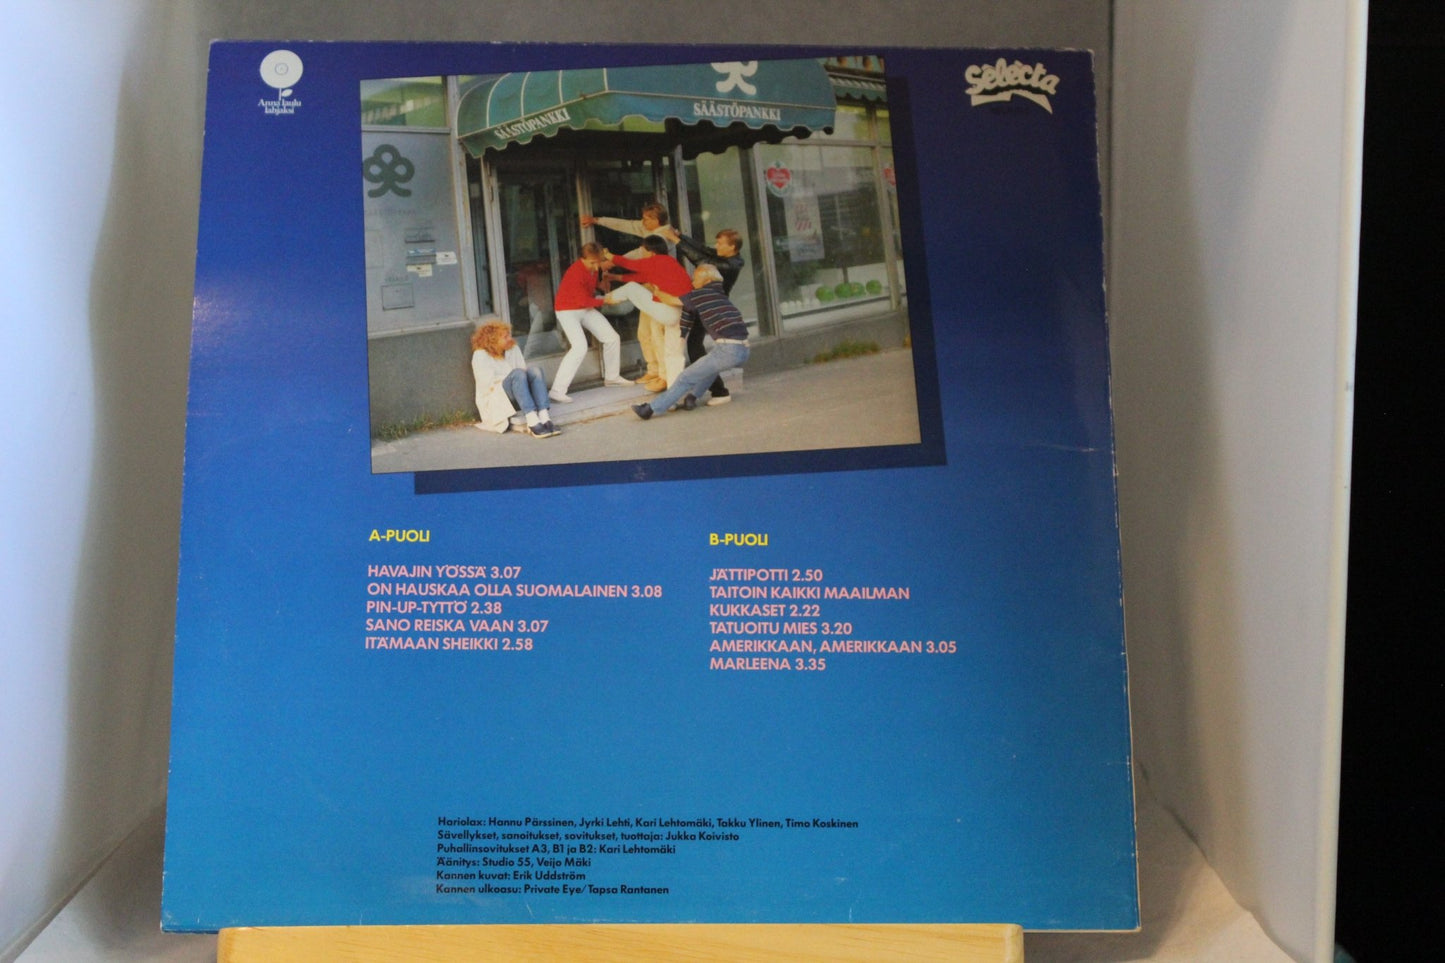 Anna laulu
lahjaksi
Selecta
SÄÄSTÖPANKKI
SÄÄSTÖPANKKI
A-PUOLI
HAVAJIN YÖSSÄ 3.07
ON HAUSKAA OLLA SUOMALAINEN 3.08
PIN-UP-TYTTÖ 2.38
SANO REISKA VAAN 3.07
ITÄMAAN SHEIKKI 2.58
B-PUOLI
JÄTTIPOTTI 2.50
TAITOIN KAIKKI MAAILMAN
KUKKASET 2.22
TATUOITU MIES 3.20
AMERIKKAAN, AMERIKKAAN 3.05
MARLEENA 3.35
Hariolax: Hannu Pärssinen, Jyrki Lehti, Kari Lehtomäki, Takku Ylinen, Timo Koskinen
Sävellykset, sanoitukset, sovitukset, tuottaja: Jukka Koivisto
Puhallinsovitukset A3, B1 ja B2: Kari Lehtomäki
Äänitys: Studio 55, Veijo Mäki
Kannen kuvat: Erik Uddström
Kannen ulkoasu: Private Eye/Tapsa Rantanen